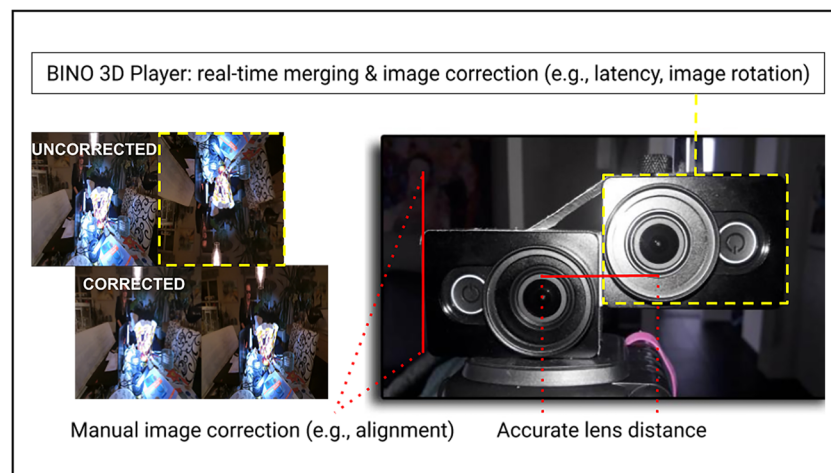 BINO 3D Player: real-time merging & image correction (e.g., latency, image rotation)
UNCORRECTED
CORRECTED
Manual image correction (e.g., alignment)
Accurate lens distance